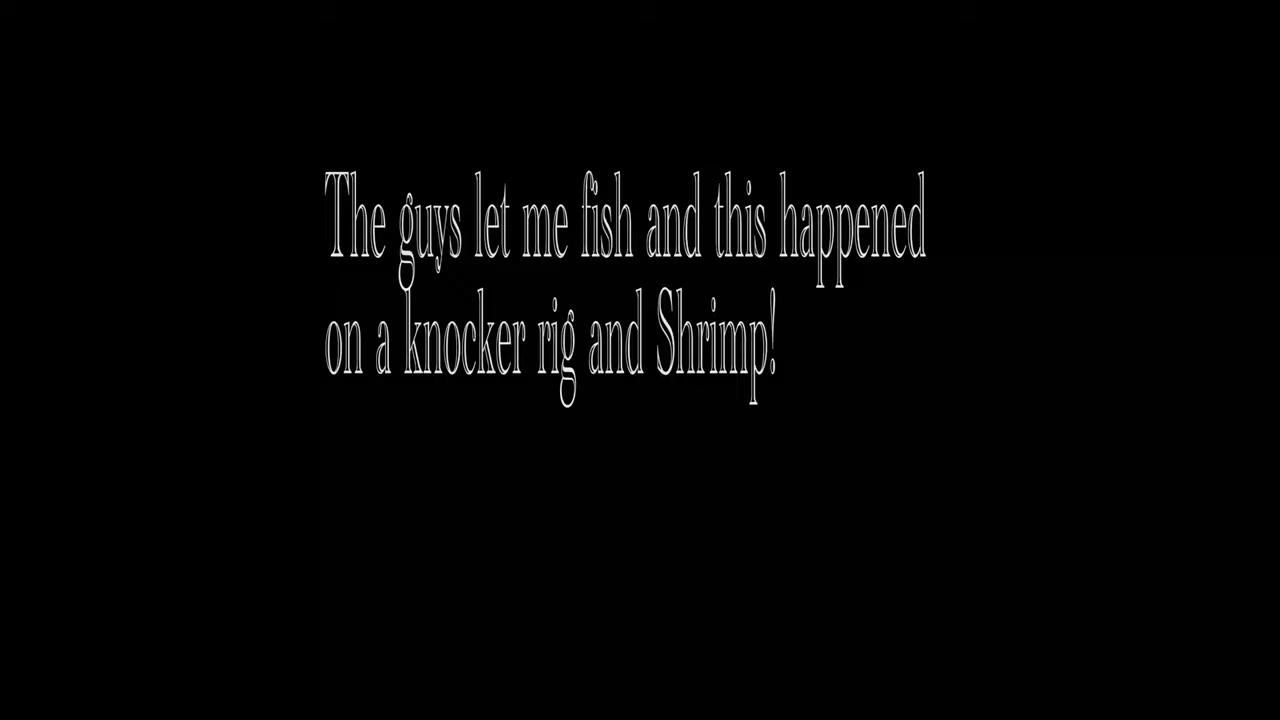 The guys let me fish and this happened
on a knocker rig and Shrimp!